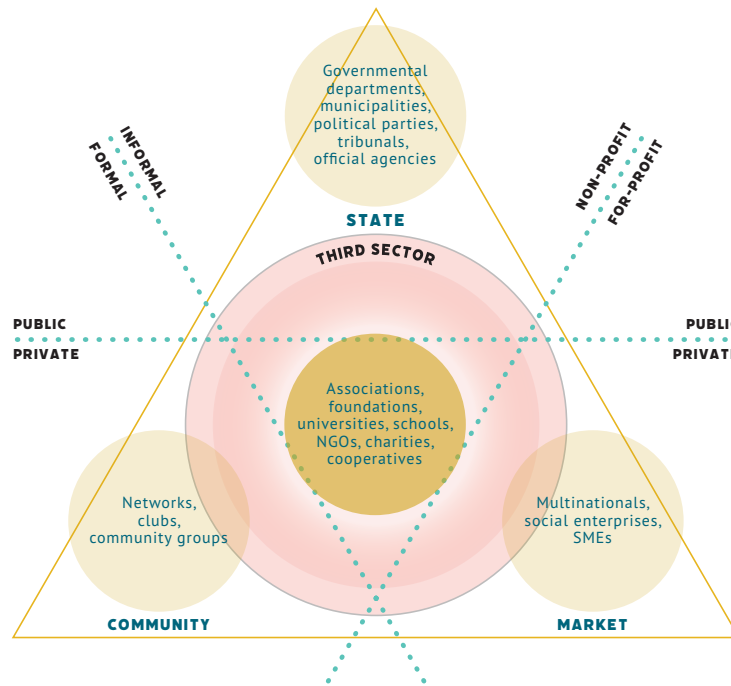 Governmental
departments,
municipalities,
political parties,
tribunals,
official agencies
INFORMAL
FORMAL
NON-PROFIT
FOR-PROFIT
STATE
THIRD SECTOR
PUBLIC
PUBLIC
PRIVATE
PRIVATE
Associations,
foundations,
universities, schools,
NGOs, charities,
cooperatives
Networks,
clubs,
community groups
Multinationals,
social enterprises,
SMEs
COMMUNITY
MARKET